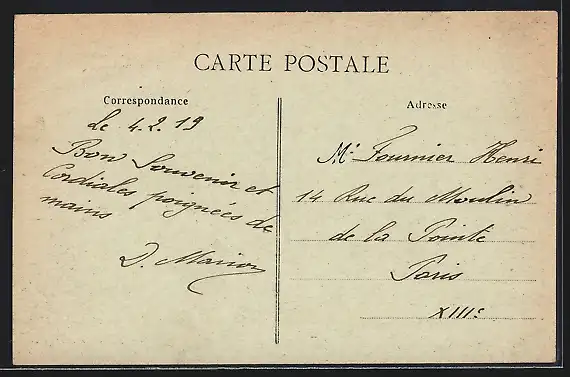 CARTE POSTALE
Correspondance
Le 4.2.19
Bon Souvenir et
Cordiales poignées de
mains
D. Marion
Adresse
Mr Fournier Henri
14 Rue du Moulin
de la Pointe
Paris
XIIIe